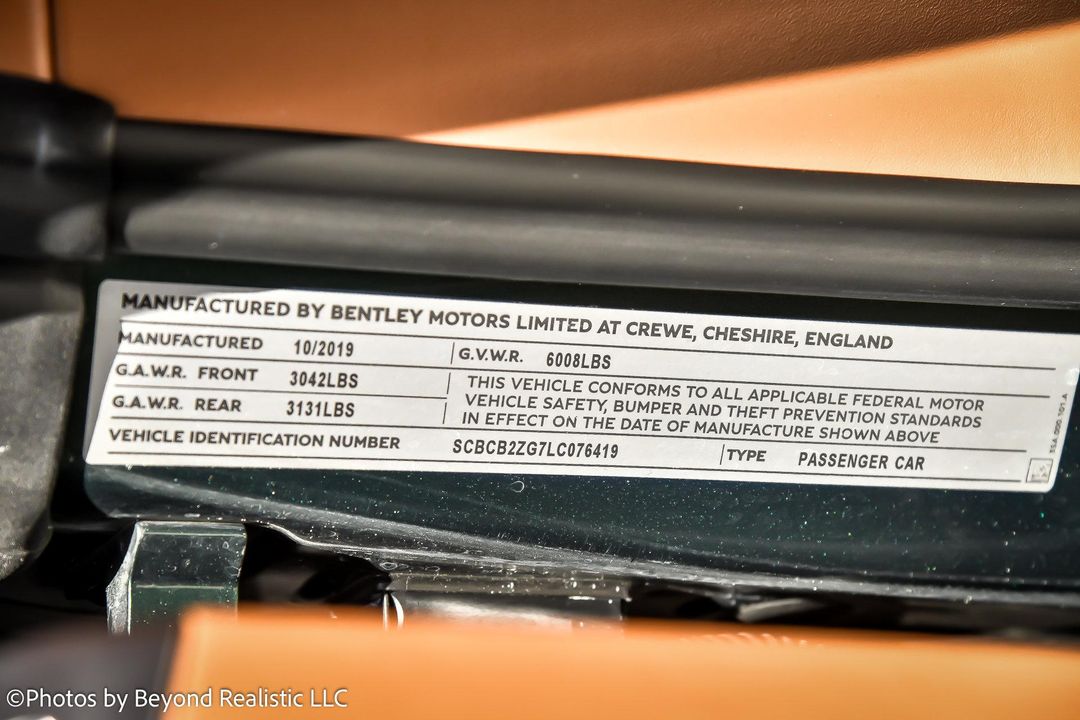 MANUFACTURED BY BENTLEY MOTORS LIMITED AT CREWE, CHESHIRE, ENGLAND
MANUFACTURED 10/2019 G.V.W.R. 6008LBS
G.A.W.R. FRONT 3042LBS
G.A.W.R. REAR 3131LBS
THIS VEHICLE CONFORMS TO ALL APPLICABLE FEDERAL MOTOR
VEHICLE SAFETY, BUMPER AND THEFT PREVENTION STANDARDS
IN EFFECT ON THE DATE OF MANUFACTURE SHOWN ABOVE
VEHICLE IDENTIFICATION NUMBER SCBCB2ZG7LC076419 TYPE PASSENGER CAR
©Photos by Beyond Realistic LLC